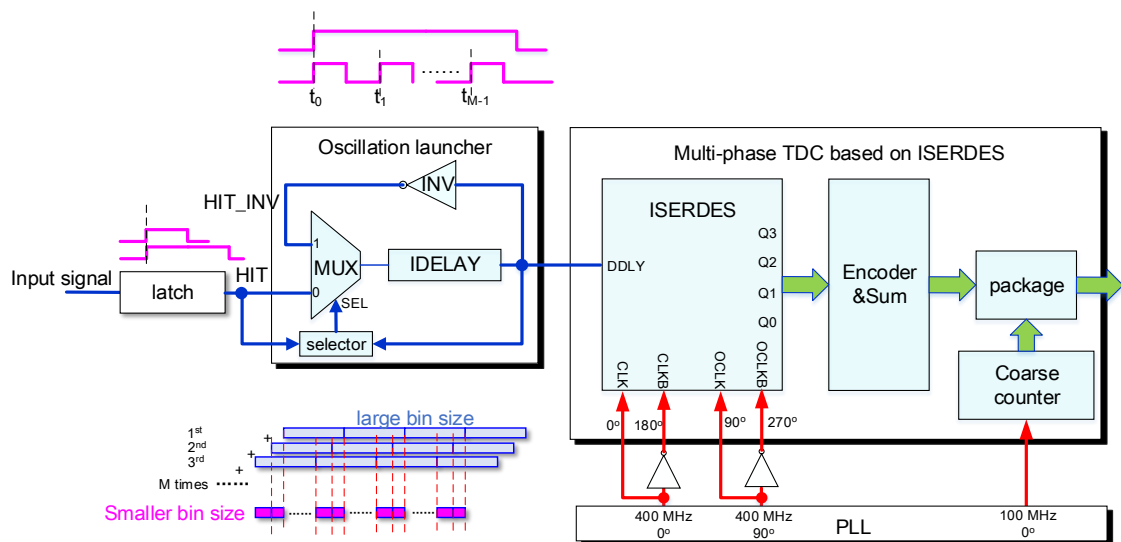 t0 t1 ...... tM-1
Oscillation launcher
Multi-phase TDC based on ISERDES
INV
HIT_INV
ISERDES
Q3
Q2
Q1
Q0
1
MUX
IDELAY
DDLY
Encoder
&Sum
package
Input signal
latch
HIT
0
SEL
selector
CLK
CLKB
OCLK
OCLKB
Coarse
counter
0° 180° 90° 270°
large bin size
1st
+
2nd
+
3rd
+
M times ......
Smaller bin size
400 MHz
0°
400 MHz
90°
PLL
100 MHz
0°